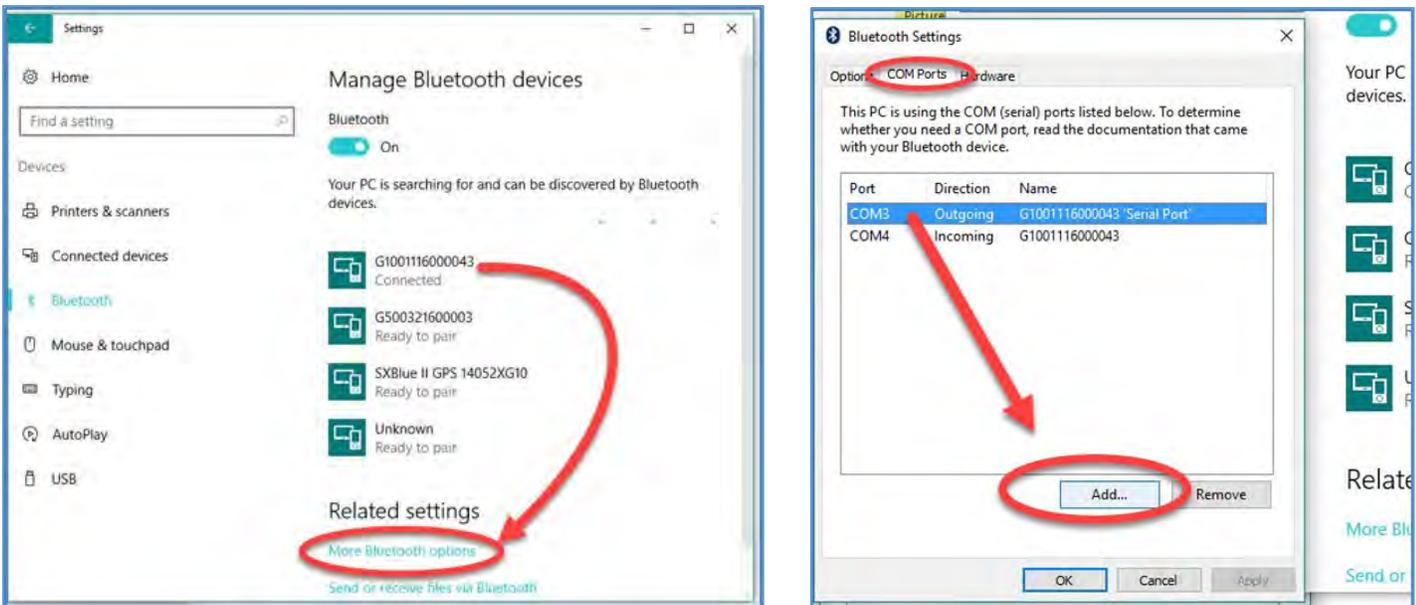 Settings
Home
Find a setting
Devices
Printers & scanners
Connected devices
Bluetooth
Mouse & touchpad
Typing
AutoPlay
USB
Manage Bluetooth devices
Bluetooth
On
Your PC is searching for and can be discovered by Bluetooth
devices.
G1001116000043
Connected
G500321600003
Ready to pair
SXBlue II GPS 14052XG10
Ready to pair
Unknown
Ready to pair
Related settings
More Bluetooth options
Send or receive files via Bluetooth
Picture
Bluetooth Settings
Options COM Ports Hardware
This PC is using the COM (serial) ports listed below. To determine
whether you need a COM port, read the documentation that came
with your Bluetooth device.
Port Direction Name
COM3 Outgoing G1001116000043 'Serial Port'
COM4 Incoming G1001116000043
Add... Remove
OK Cancel Apply
Your PC
devices.
Relate
More Blu
Send or